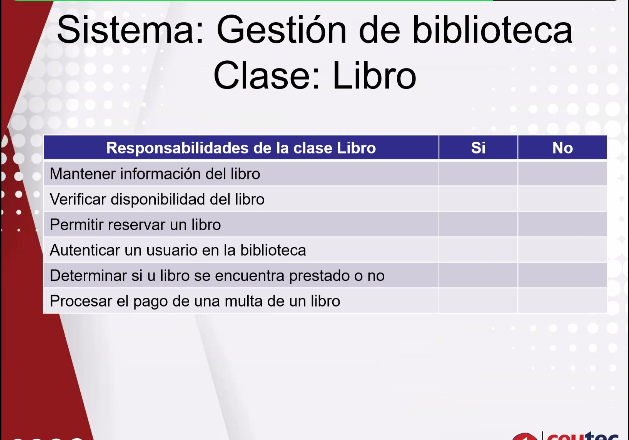 Sistema: Gestión de biblioteca
Clase: Libro
Responsabilidades de la clase Libro Si No
Mantener información del libro
Verificar disponibilidad del libro
Permitir reservar un libro
Autenticar un usuario en la biblioteca
Determinar si u libro se encuentra prestado o no
Procesar el pago de una multa de un libro